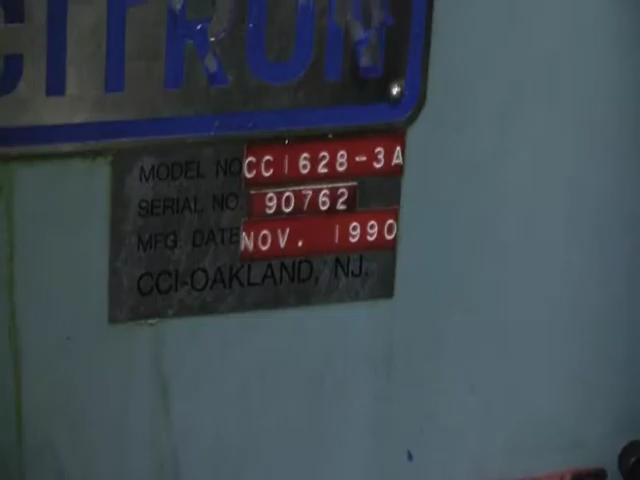 CITRON
MODEL NO CC1628-3A
SERIAL NO. 90762
MFG. DATE NOV. 1990
CCI-OAKLAND, NJ.